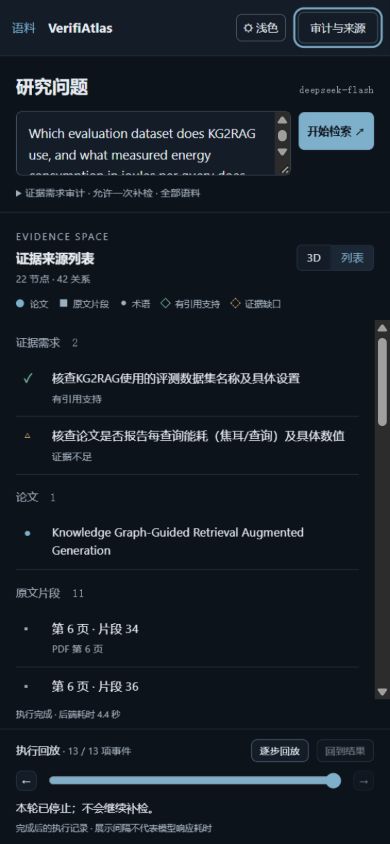 语料 VerifiAtlas 浅色 审计与来源
研究问题 deepseek-flash
Which evaluation dataset does KG2RAG
use, and what measured energy
consumption in joules per query does
开始检索 ↗
▶ 证据需求审计 · 允许一次补检 · 全部语料
EVIDENCE SPACE
证据来源列表
22 节点 · 42 关系
3D 列表
论文 原文片段 术语 有引用支持 证据缺口
证据需求 2
✓ 核查KG2RAG使用的评测数据集名称及具体设置
有引用支持
核查论文是否报告每查询能耗（焦耳/查询）及具体数值
证据不足
论文 1
Knowledge Graph-Guided Retrieval Augmented
Generation
原文片段 11
第 6 页 · 片段 34
PDF 第 6 页
第 6 页 · 片段 36
执行完成 · 后端耗时 4.4 秒
执行回放 · 13 / 13 项事件 逐步回放 回到结果
← →
本轮已停止；不会继续补检。
完成后的执行记录 · 展示间隔不代表模型响应耗时